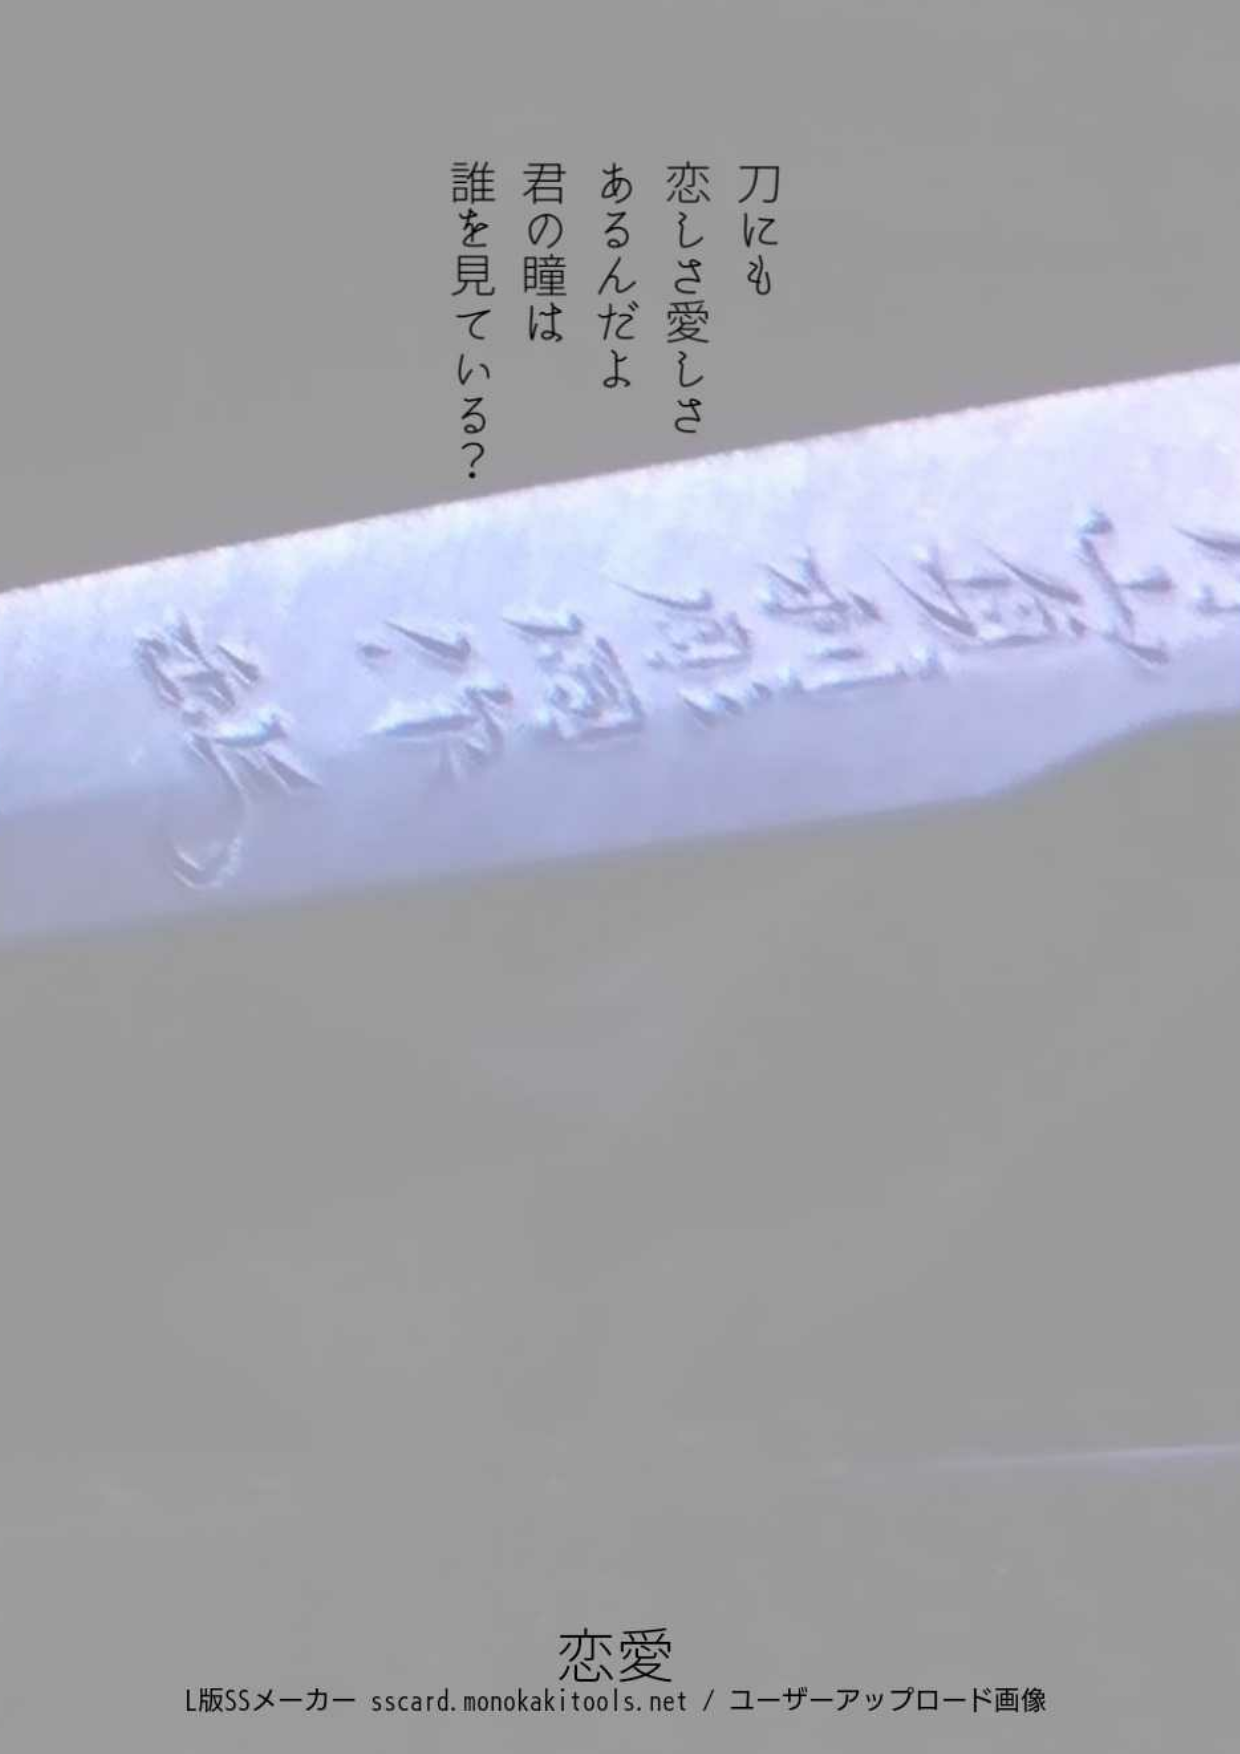 刀にも
恋しさ愛しさ
あるんだよ
君の瞳は
誰を見ている?
恋愛
L版SSメーカー sscard.monokakitools.net / ユーザーアップロード画像